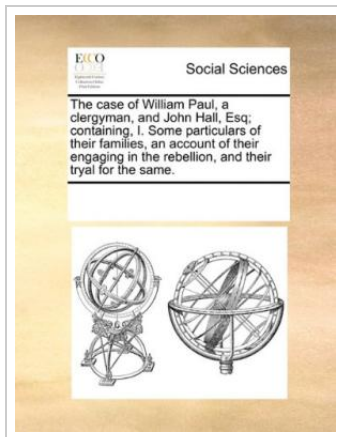 ECCO
Social Sciences
The case of William Paul, a
clergyman, and John Hall, Esq;
containing, I. Some particulars of
their families, an account of their
engaging in the rebellion, and their
tryal for the same.